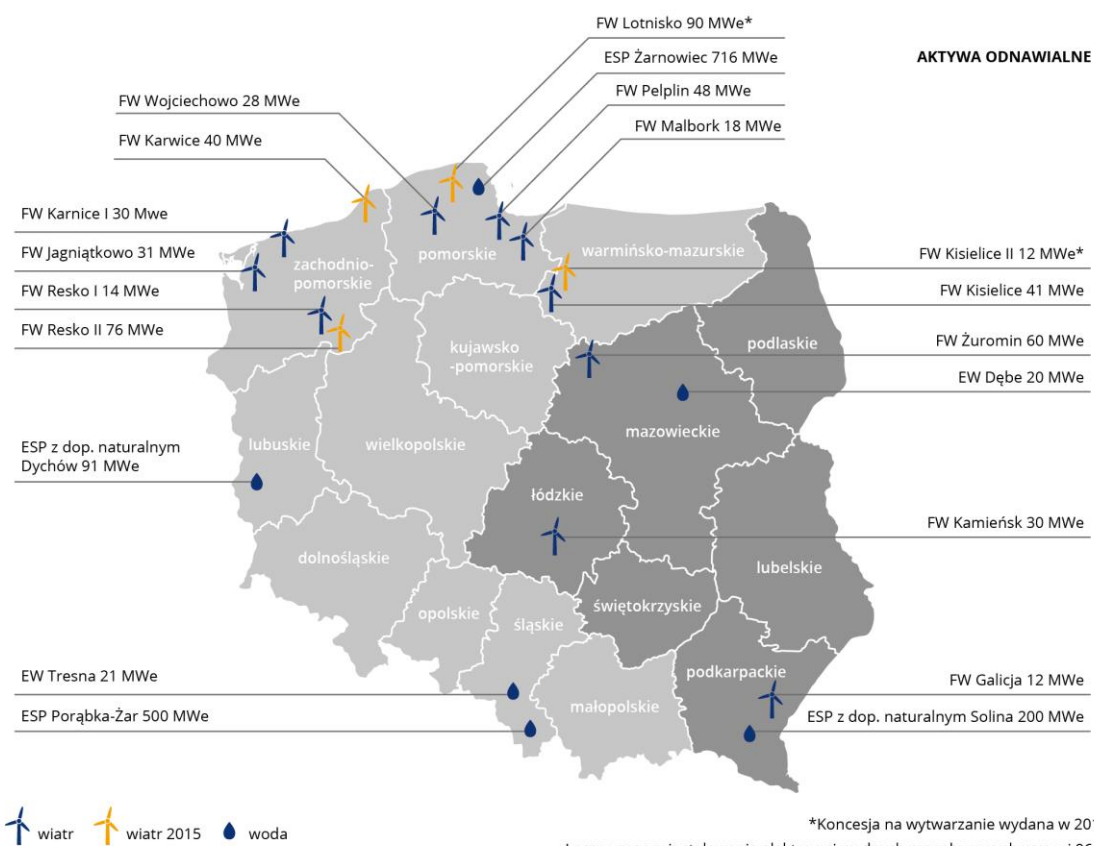 FW Lotnisko 90 MWe*
AKTYWA ODNAWIALNE
ESP Żarnowiec 716 MWe
FW Pelplin 48 MWe
FW Wojciechowo 28 MWe
FW Malbork 18 MWe
FW Karwice 40 MWe
FW Karnice I 30 Mwe
FW Jagniątkowo 31 MWe
FW Resko I 14 MWe
FW Resko II 76 MWe
zachodnio-
pomorskie
pomorskie
warmińsko-mazurskie
FW Kisielice II 12 MWe*
FW Kisielice 41 MWe
FW Żuromin 60 MWe
EW Dębe 20 MWe
kujawsko
-pomorskie
podlaskie
mazowieckie
lubuskie
wielkopolskie
ESP z dop. naturalnym
Dychów 91 MWe
łódzkie
FW Kamieńsk 30 MWe
dolnośląskie
lubelskie
opolskie
śląskie
świętokrzyskie
EW Tresna 21 MWe
ESP Porąbka-Żar 500 MWe
małopolskie
podkarpackie
FW Galicja 12 MWe
ESP z dop. naturalnym Solina 200 MWe
wiatr
wiatr 2015
woda
*Koncesja na wytwarzanie wydana w